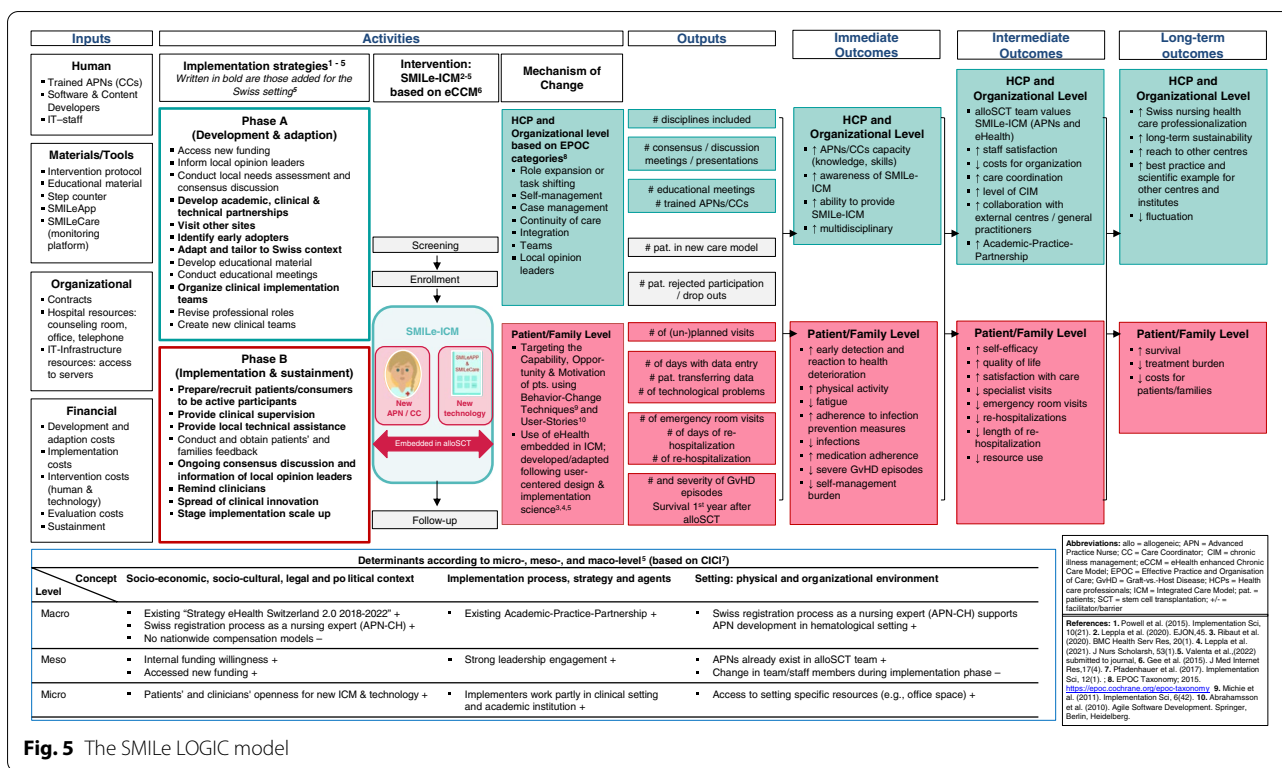 Inputs
Activities
Outputs
Immediate
Outcomes
Intermediate
Outcomes
Long-term
outcomes
Human
▪ Trained APNs (CCs)
▪ Software & Content
Developers
▪ IT–staff
Materials/Tools
▪ Intervention protocol
▪ Educational material
▪ Step counter
▪ SMILeApp
▪ SMILeCare
(monitoring
platform)
Organizational
▪ Contracts
▪ Hospital resources:
counseling room,
office, telephone
▪ IT-Infrastructure
resources: access
to servers
Financial
▪ Development and
adaption costs
▪ Implementation
costs
▪ Intervention costs
(human &
technology)
▪ Evaluation costs
▪ Sustainment
Implementation strategies1 - 5
Written in bold are those added for the
Swiss setting5
Phase A
(Development & adaption)
▪ Access new funding
▪ Inform local opinion leaders
▪ Conduct local needs assessment and
consensus discussion
▪ Develop academic, clinical &
technical partnerships
▪ Visit other sites
▪ Identify early adopters
▪ Adapt and tailor to Swiss context
▪ Develop educational material
▪ Conduct educational meetings
▪ Organize clinical implementation
teams
▪ Revise professional roles
▪ Create new clinical teams
Phase B
(Implementation & sustainment)
▪ Prepare/recruit patients/consumers
to be active participants
▪ Provide clinical supervision
▪ Provide local technical assistance
▪ Conduct and obtain patients' and
families feedback
▪ Ongoing consensus discussion and
information of local opinion leaders
▪ Remind clinicians
▪ Spread of clinical innovation
▪ Stage implementation scale up
Intervention:
SMILe-ICM2-5
based on eCCM6
Screening
Enrollment
SMILe-ICM
SMILeAPP
&
SMILeCare
New
APN / CC
New
technology
Embedded in alloSCT
Follow-up
Mechanism of
Change
HCP and
Organizational level
based on EPOC
categories8
▪ Role expansion or
task shifting
▪ Self-management
▪ Case management
▪ Continuity of care
▪ Integration
▪ Teams
▪ Local opinion
leaders
Patient/Family Level
▪ Targeting the
Capability, Oppor-
tunity & Motivation
of pts. using
Behavior-Change
Techniques9 and
User-Stories10
▪ Use of eHealth
embedded in ICM;
developed/adapted
following user-
centered design &
implementation
science3,4,5
# disciplines included
# consensus / discussion
meetings / presentations
# educational meetings
# trained APNs/CCs
# pat. in new care model
# pat. rejected participation
/ drop outs
# of (un-)planned visits
# of days with data entry
# pat. transferring data
# of technological problems
# of emergency room visits
# of days of re-
hospitalization
# of re-hospitalization
# and severity of GvHD
episodes
Survival 1st year after
alloSCT
HCP and
Organizational Level
▪ ↑ APNs/CCs capacity
(knowledge, skills)
▪ ↑ awareness of SMILe-
ICM
▪ ↑ ability to provide
SMILe-ICM
▪ ↑ multidisciplinary
Patient/Family Level
▪ ↑ early detection and
reaction to health
deterioration
▪ ↑ physical activity
▪ ↓ fatigue
▪ ↑ adherence to infection
prevention measures
▪ ↓ infections
▪ ↑ medication adherence
▪ ↓ severe GvHD episodes
▪ ↓ self-management
burden
HCP and
Organizational Level
▪ alloSCT team values
SMILe-ICM (APNs and
eHealth)
▪ ↑ staff satisfaction
▪ ↓ costs for organization
▪ ↑ care coordination
▪ ↑ level of CIM
▪ ↑ collaboration with
external centres / general
practitioners
▪ ↑ Academic-Practice-
Partnership
Patient/Family Level
▪ ↑ self-efficacy
▪ ↑ quality of life
▪ ↑ satisfaction with care
▪ ↓ specialist visits
▪ ↓ emergency room visits
▪ ↓ re-hospitalizations
▪ ↓ length of re-
hospitalization
▪ ↓ resource use
HCP and
Organizational Level
▪ ↑ Swiss nursing health
care professionalization
▪ ↑ long-term sustainability
▪ ↑ reach to other centres
▪ ↑ best practice and
scientific example for
other centres and
institutes
▪ ↓ fluctuation
Patient/Family Level
▪ ↑ survival
▪ ↓ treatment burden
▪ ↓ costs for
patients/families
Determinants according to micro-, meso-, and maco-level5 (based on CICI7)
Concept
Level
Socio-economic, socio-cultural, legal and political context
Implementation process, strategy and agents
Setting: physical and organizational environment
Macro
▪ Existing "Strategy eHealth Switzerland 2.0 2018-2022" +
▪ Swiss registration process as a nursing expert (APN-CH) +
▪ No nationwide compensation models –
▪ Existing Academic-Practice-Partnership +
▪ Swiss registration process as a nursing expert (APN-CH) supports
APN development in hematological setting +
Meso
▪ Internal funding willingness +
▪ Accessed new funding +
▪ Strong leadership engagement +
▪ APNs already exist in alloSCT team +
▪ Change in team/staff members during implementation phase –
Micro
▪ Patients' and clinicians' openness for new ICM & technology +
▪ Implementers work partly in clinical setting
and academic institution +
▪ Access to setting specific resources (e.g., office space) +
Abbreviations: allo = allogeneic; APN = Advanced
Practice Nurse; CC = Care Coordinator; CIM = chronic
illness management; eCCM = eHealth enhanced Chronic
Care Model; EPOC = Effective Practice and Organisation
of Care; GvHD = Graft-vs.-Host Disease; HCPs = Health
care professionals; ICM = Integrated Care Model; pat. =
patients; SCT = stem cell transplantation; +/- =
facilitator/barrier
References: 1. Powell et al. (2015). Implementation Sci,
10(21). 2. Leppla et al. (2020). EJON,45. 3. Ribaut et al.
(2020). BMC Health Serv Res, 20(1). 4. Leppla et al.
(2021). J Nurs Scholarsh, 53(1). 5. Valenta et al.,(2022)
submitted to journal, 6. Gee et al. (2015). J Med Internet
Res,17(4). 7. Pfadenhauer et al. (2017). Implementation
Sci, 12(1). ; 8. EPOC Taxonomy; 2015.
https://epoc.cochrane.org/epoc-taxonomy 9. Michie
et al. (2011). Implementation Sci, 6(42). 10. Abrahamsson
et al. (2010). Agile Software Development. Springer,
Berlin, Heidelberg.
Fig. 5 The SMILe LOGIC model